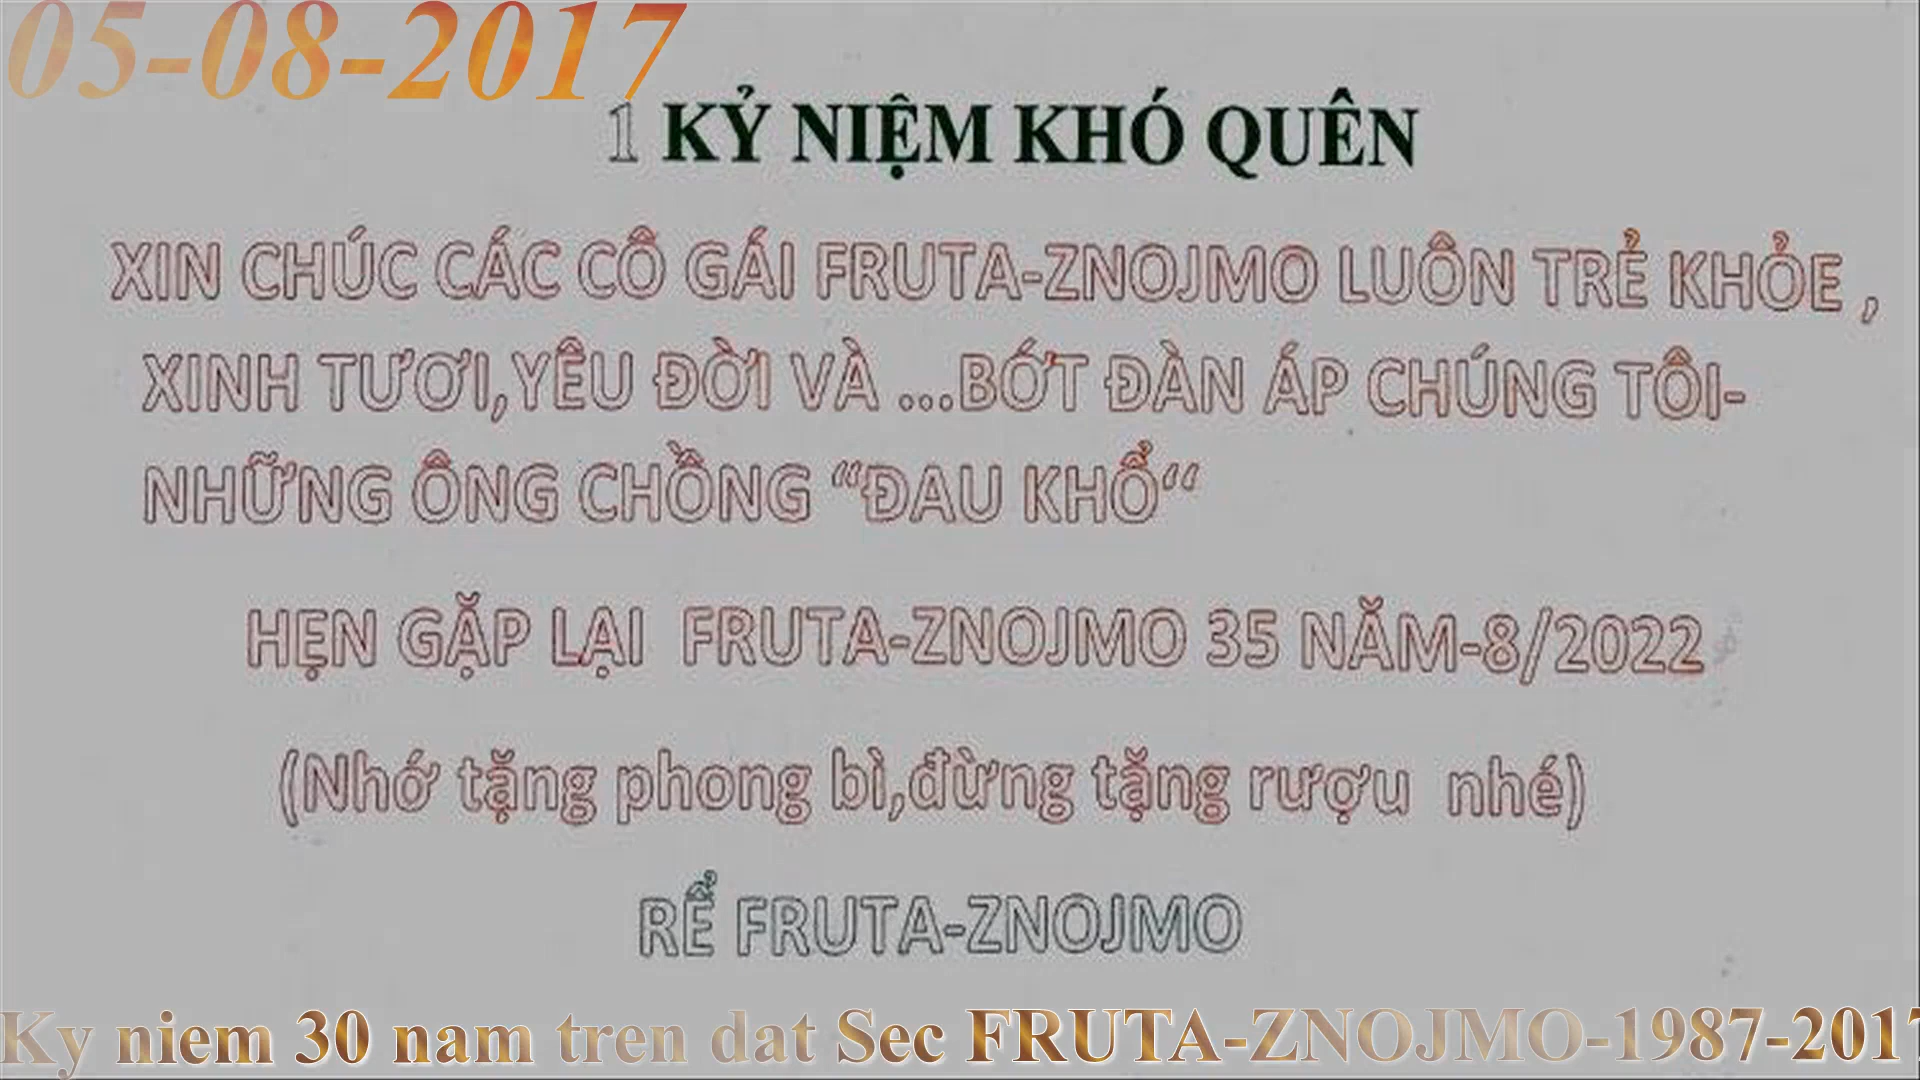 05-08-2017
1 KỶ NIỆM KHÓ QUÊN
XIN CHÚC CÁC CÔ GÁI FRUTA-ZNOJMO LUÔN TRẺ KHỎE ,
XINH TƯƠI,YÊU ĐỜI VÀ ...BỚT ĐÀN ÁP CHÚNG TÔI-
NHỮNG ÔNG CHỒNG “ĐAU KHỔ“
HẸN GẶP LẠI FRUTA-ZNOJMO 35 NĂM-8/2022
(Nhớ tặng phong bì,đừng tặng rượu nhé)
RỂ FRUTA-ZNOJMO
Ky niem 30 nam tren dat Sec FRUTA-ZNOJMO-1987-2017